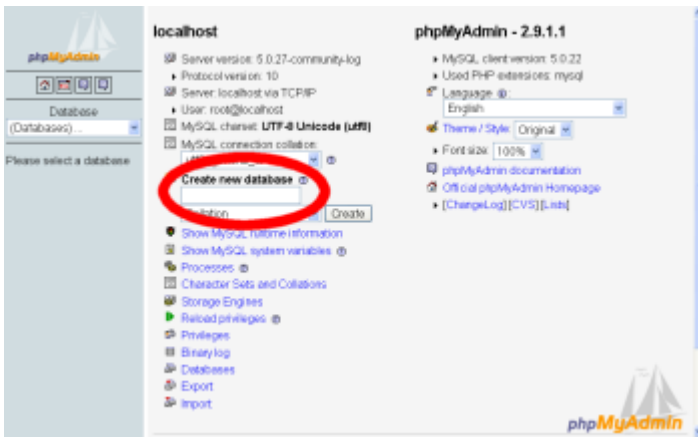 phpMyAdmin
Database
(Databases) ...
Please select a database
localhost
Server version: 5.0.27-community-log
Protocol version: 10
Server: localhost via TCP/IP
User: root@localhost
MySQL charset: UTF-8 Unicode (utf8)
MySQL connection collation:
Create new database
Collation
Create
Show MySQL runtime information
Show MySQL system variables
Processes
Character Sets and Collations
Storage Engines
Reload privileges
Privileges
Binary log
Databases
Export
Import
phpMyAdmin - 2.9.1.1
MySQL client version: 5.0.22
Used PHP extensions: mysql
Language
English
Theme / Style: Original
Font size: 100%
phpMyAdmin documentation
Official phpMyAdmin Homepage
[ChangeLog] [CVS] [Lists]
phpMyAdmin